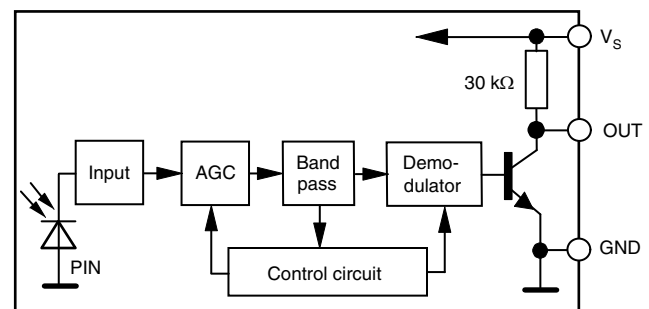 V_S
30 kΩ
OUT
Input
AGC
Band
pass
Demo-
dulator
GND
PIN
Control circuit